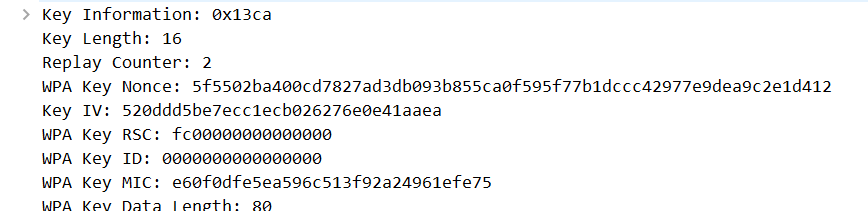 Key Information: 0x13ca
Key Length: 16
Replay Counter: 2
WPA Key Nonce: 5f5502ba400cd7827ad3db093b855ca0f595f77b1dccc42977e9dea9c2e1d412
Key IV: 520ddd5be7ecc1ecb026276e0e41aaea
WPA Key RSC: fc00000000000000
WPA Key ID: 0000000000000000
WPA Key MIC: e60f0dfe5ea596c513f92a24961efe75
WPA Key Data Length: 80